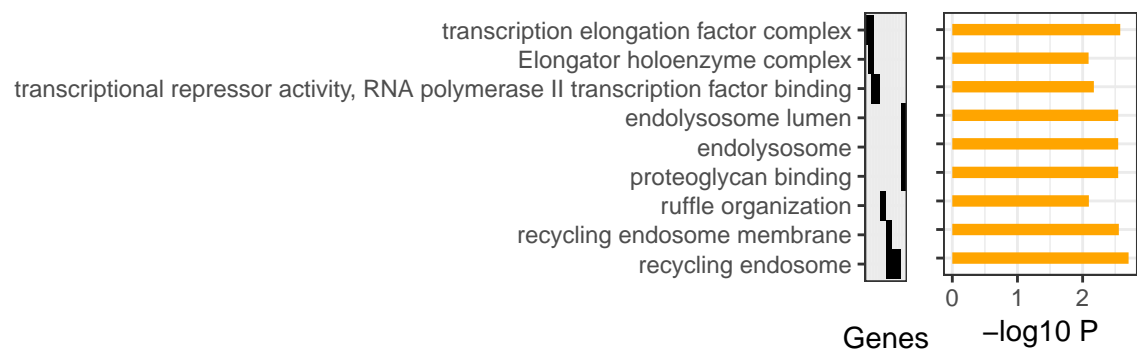 transcription elongation factor complex
Elongator holoenzyme complex
transcriptional repressor activity, RNA polymerase II transcription factor binding
endolysosome lumen
endolysosome
proteoglycan binding
ruffle organization
recycling endosome membrane
recycling endosome
0 1 2
Genes
−log10 P